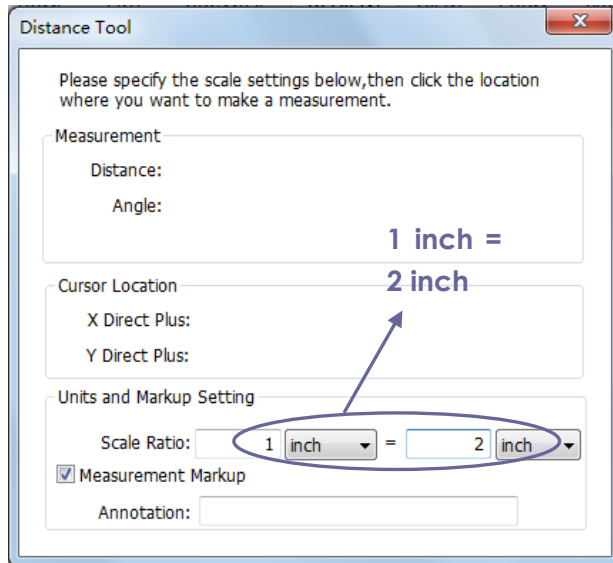 Distance Tool
x
Please specify the scale settings below,then click the location
where you want to make a measurement.
Measurement
Distance:
Angle:
1 inch =
2 inch
Cursor Location
X Direct Plus:
Y Direct Plus:
Units and Markup Setting
Scale Ratio: 1 inch = 2 inch
Measurement Markup
Annotation: